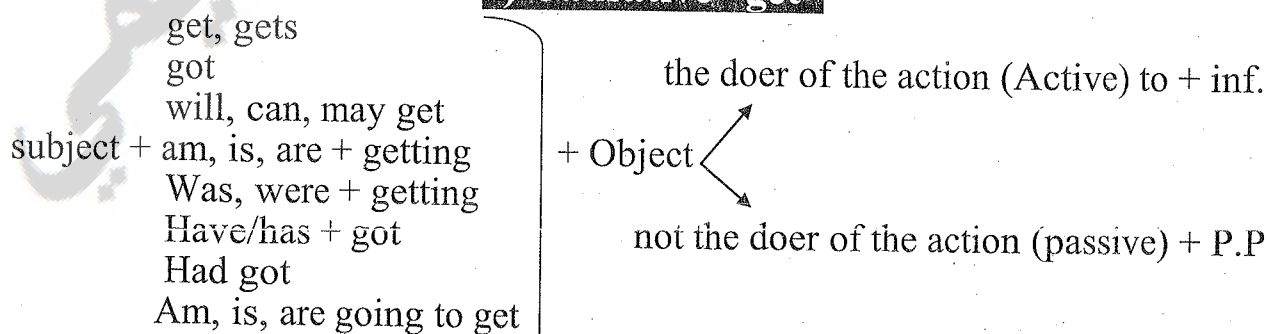 get, gets
got
the doer of the action (Active) to + inf.
will, can, may get
subject + am, is, are + getting
+ Object
Was, were + getting
Have/has + got
not the doer of the action (passive) + P.P
Had got
Am, is, are going to get